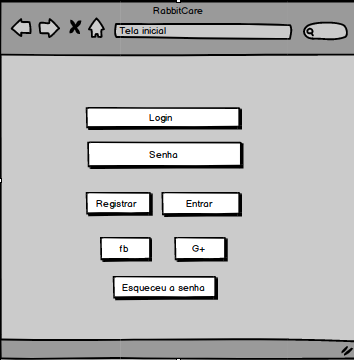 RabbitCare
Tela inicial
Login
Senha
Registrar
Entrar
fb
G+
Esqueceu a senha